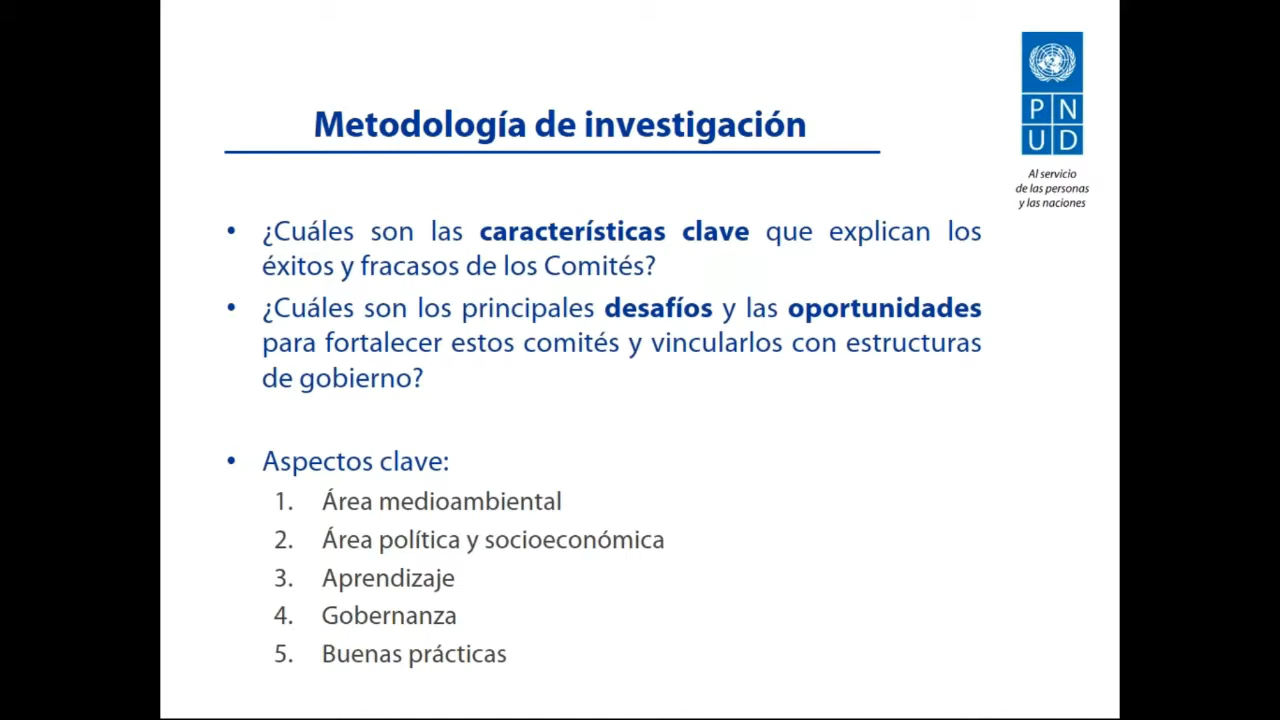 Metodología de investigación
P N
U D
Al servicio
de las personas
y las naciones
• ¿Cuáles son las características clave que explican los
éxitos y fracasos de los Comités?
• ¿Cuáles son los principales desafíos y las oportunidades
para fortalecer estos comités y vincularlos con estructuras
de gobierno?
• Aspectos clave:
1. Área medioambiental
2. Área política y socioeconómica
3. Aprendizaje
4. Gobernanza
5. Buenas prácticas